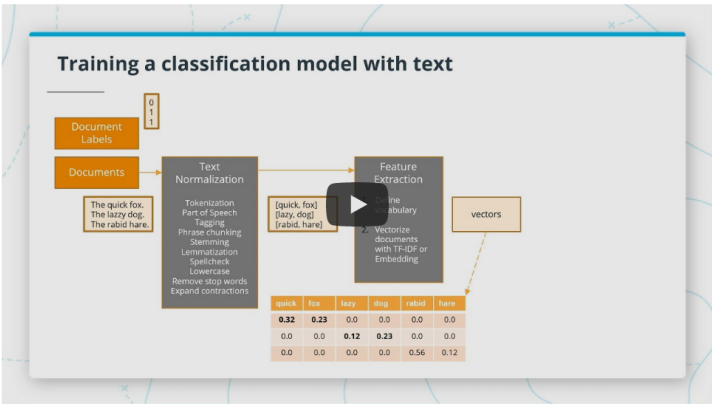 Training a classification model with text
0
1
1
Document
Labels
Documents
The quick fox.
The lazzy dog.
The rabid hare.
Text
Normalization
Tokenization
Part of Speech
Tagging
Phrase chunking
Stemming
Lemmatization
Spellcheck
Lowercase
Remove stop words
Expand contractions
[quick, fox]
[lazy, dog]
[rabid, hare]
Feature
Extraction
vocabulary
Vectorize
documents
with TF-IDF or
Embedding
vectors
quick fox lazy dog rabid hare
0.32 0.23 0.0 0.0 0.0 0.0
0.0 0.0 0.12 0.23 0.0 0.0
0.0 0.0 0.0 0.0 0.56 0.12